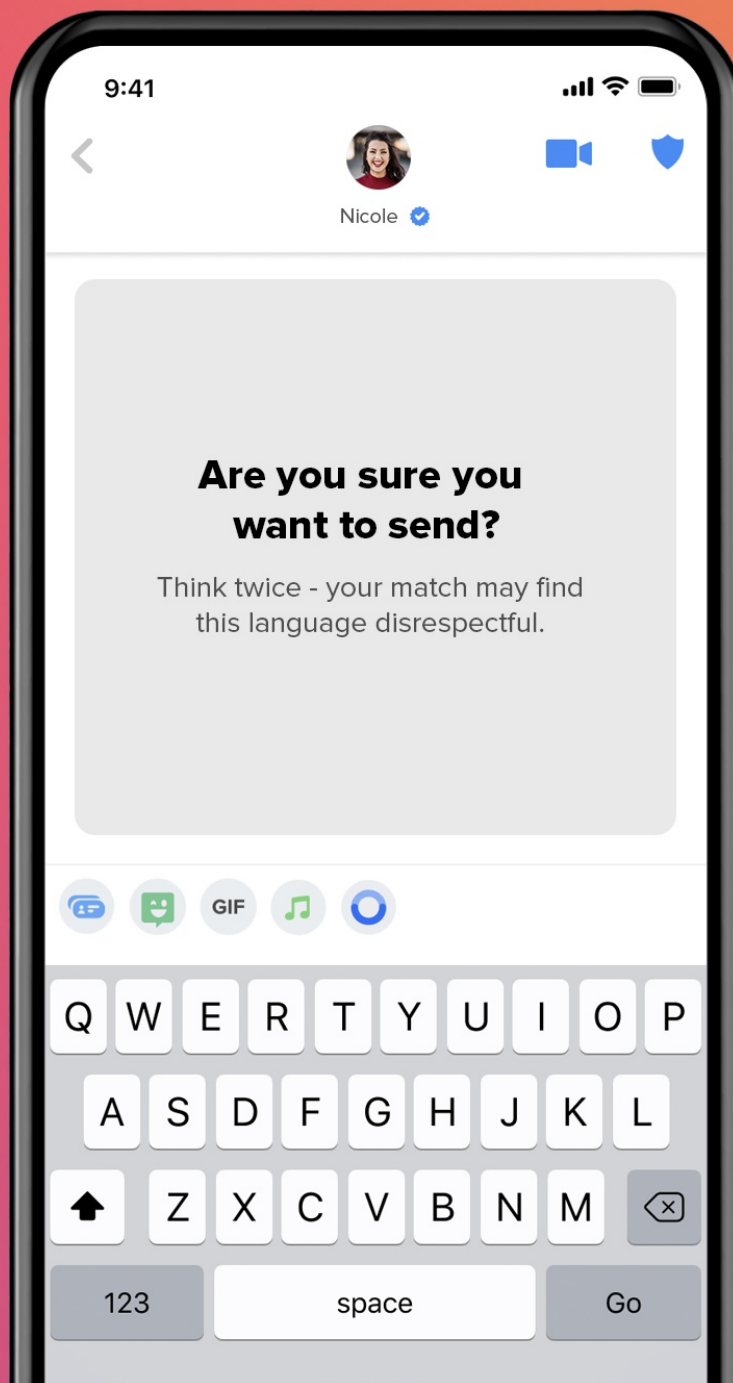 9:41
Nicole
Are you sure you
want to send?
Think twice - your match may find
this language disrespectful.
GIF
Q W E R T Y U I O P
A S D F G H J K L
Z X C V B N M
123 space Go